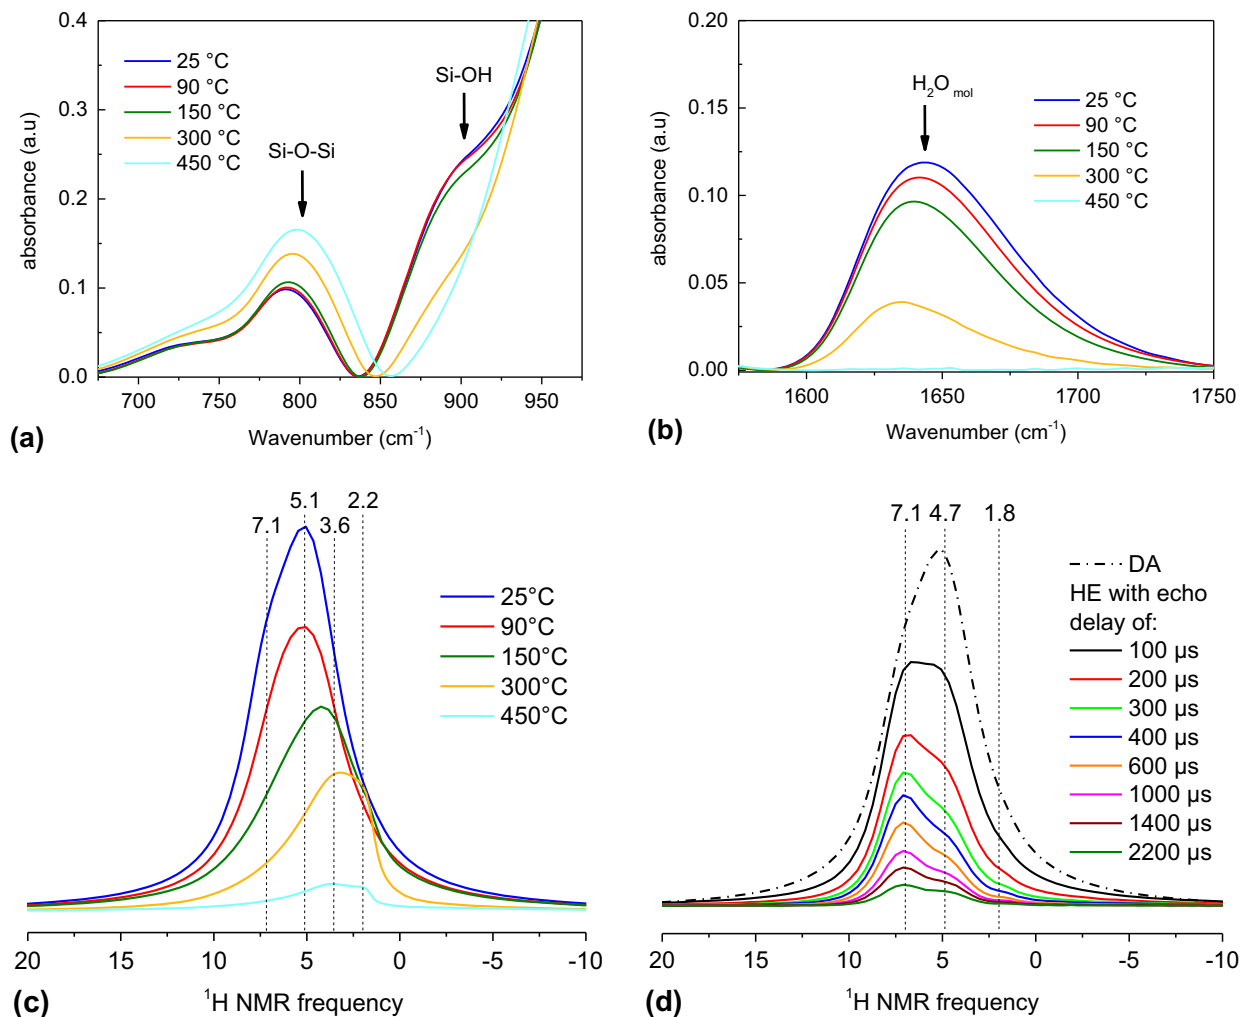 0.4
0.3
0.2
0.1
0.0
absorbance (a.u)
25 °C
90 °C
150 °C
300 °C
450 °C
Si-O-Si
Si-OH
700 750 800 850 900 950
Wavenumber (cm-1)
(a)
0.20
0.15
0.10
0.05
0.00
absorbance (a.u)
H2O mol
25 °C
90 °C
150 °C
300 °C
450 °C
1600 1650 1700 1750
Wavenumber (cm-1)
(b)
7.1 5.1 3.6 2.2
25°C
90°C
150°C
300°C
450°C
20 15 10 5 0 -5 -10
1H NMR frequency
(c)
7.1 4.7 1.8
DA
HE with echo
delay of:
100 µs
200 µs
300 µs
400 µs
600 µs
1000 µs
1400 µs
2200 µs
20 15 10 5 0 -5 -10
1H NMR frequency
(d)